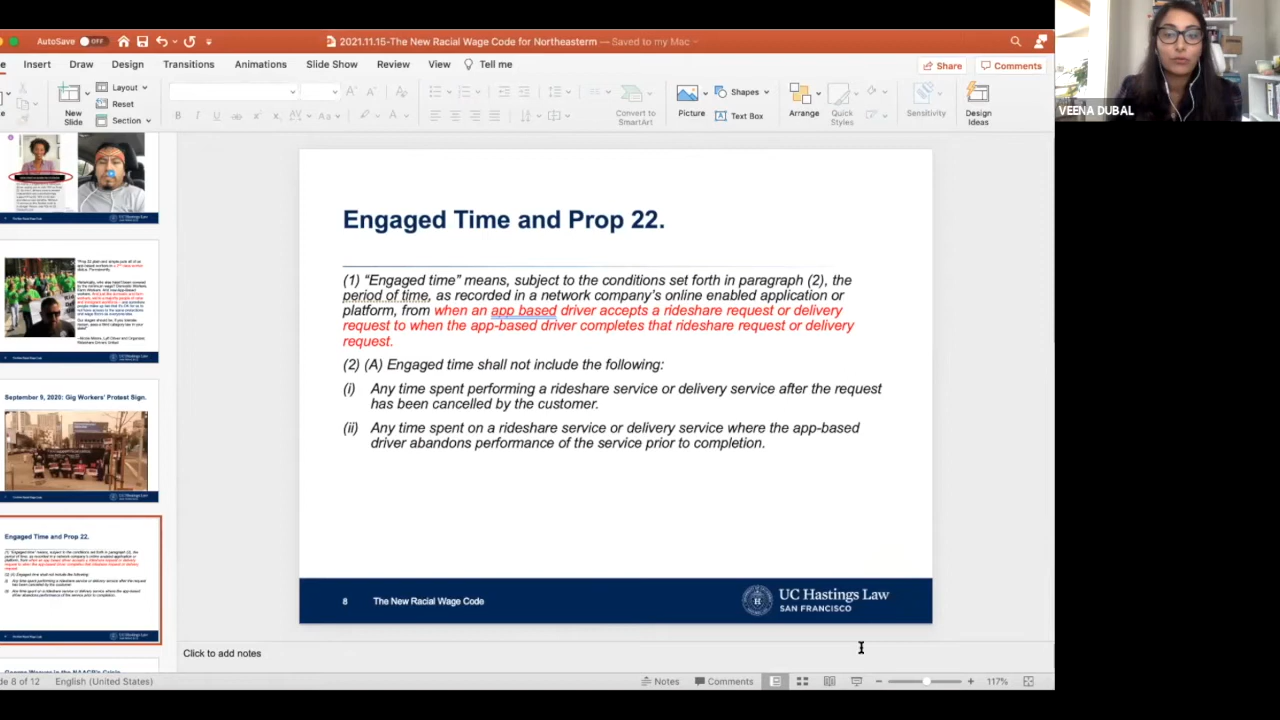 AutoSave OFF
2021.11.15-The New Racial Wage Code for Northeasterm — Saved to my Mac
Insert Draw Design Transitions Animations Slide Show Review View Tell me
Share Comments
New Slide
Layout
Reset
Section
Convert to SmartArt
Picture
Shapes
Text Box
Arrange
Quick Styles
Sensitivity
Design Ideas
VEENA DUBAL
September 9, 2020: Gig Workers' Protest Sign.
Engaged Time and Prop 22.
Engaged Time and Prop 22.
(1) "Engaged time" means, subject to the conditions set forth in paragraph (2), the
period of time, as recorded in a network company's online enabled application or
platform, from when an app based driver accepts a rideshare request or delivery
request to when the app-based driver completes that rideshare request or delivery
request.
(2) (A) Engaged time shall not include the following:
(i) Any time spent performing a rideshare service or delivery service after the request
has been cancelled by the customer.
(ii) Any time spent on a rideshare service or delivery service where the app-based
driver abandons performance of the service prior to completion.
8 The New Racial Wage Code
UC Hastings Law
SAN FRANCISCO
Click to add notes
de 8 of 12 English (United States)
Notes Comments 117%